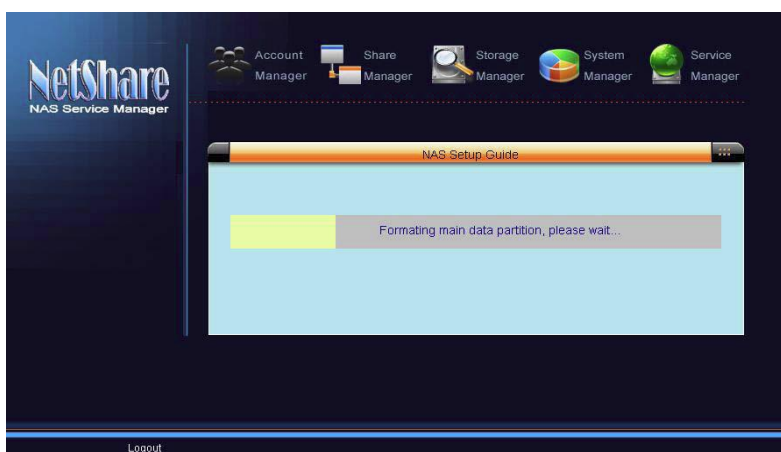 NetShare
NAS Service Manager
Account Manager
Share Manager
Storage Manager
System Manager
Service Manager
NAS Setup Guide
Formating main data partition, please wait...
Logout